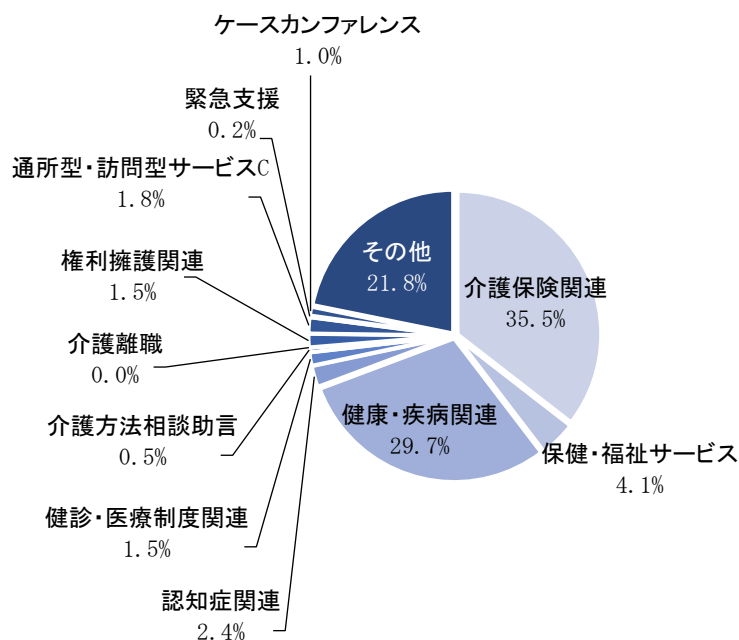 ケースカンファレンス
1.0%
緊急支援
0.2%
通所型・訪問型サービスC
1.8%
権利擁護関連
1.5%
介護離職
0.0%
介護方法相談助言
0.5%
健診・医療制度関連
1.5%
認知症関連
2.4%
その他
21.8%
介護保険関連
35.5%
健康・疾病関連
29.7%
保健・福祉サービス
4.1%